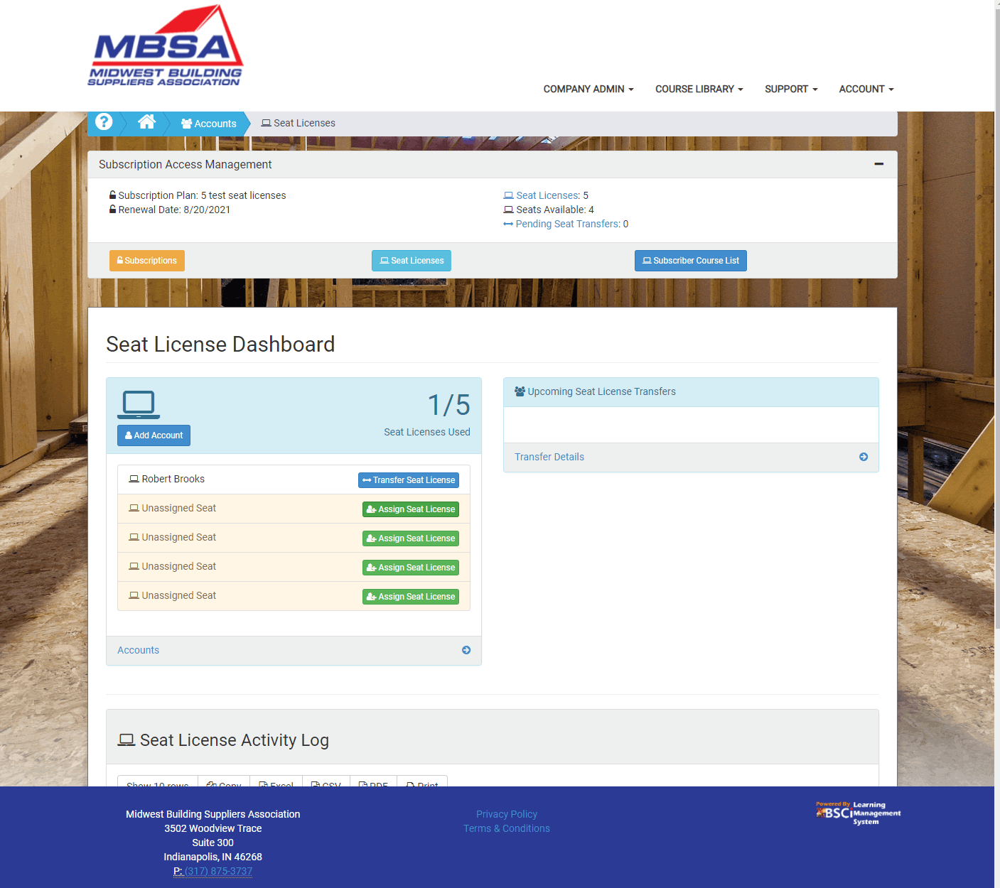 MBSA
MIDWEST BUILDING
SUPPLIERS ASSOCIATION
COMPANY ADMIN COURSE LIBRARY SUPPORT ACCOUNT
? Accounts Seat Licenses
Subscription Access Management
Subscription Plan: 5 test seat licenses
Renewal Date: 8/20/2021
Seat Licenses: 5
Seats Available: 4
Pending Seat Transfers: 0
Subscriptions Seat Licenses Subscriber Course List
Seat License Dashboard
1/5
Add Account Seat Licenses Used
Robert Brooks Transfer Seat License
Unassigned Seat Assign Seat License
Unassigned Seat Assign Seat License
Unassigned Seat Assign Seat License
Unassigned Seat Assign Seat License
Accounts
Upcoming Seat License Transfers
Transfer Details
Seat License Activity Log
Show 10 rows Copy Excel CSV PDF Print
Midwest Building Suppliers Association
3502 Woodview Trace
Suite 300
Indianapolis, IN 46268
P: (317) 875-3737
Privacy Policy
Terms & Conditions
Powered By
BSCi
Learning
Management
System